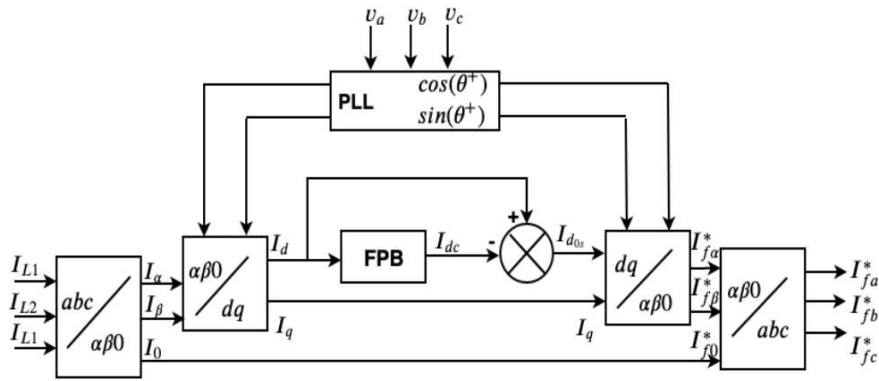 v_a v_b v_c
PLL cos(θ⁺)
sin(θ⁺)
I_L1
I_L2
I_L1
abc
αβ0
I_α
I_β
I_0
αβ0
dq
I_d
I_q
FPB
I_dc
+
-
I_d0s
dq
αβ0
I_q
I*_fα
I*_fβ
I*_f0
αβ0
abc
I*_fa
I*_fb
I*_fc